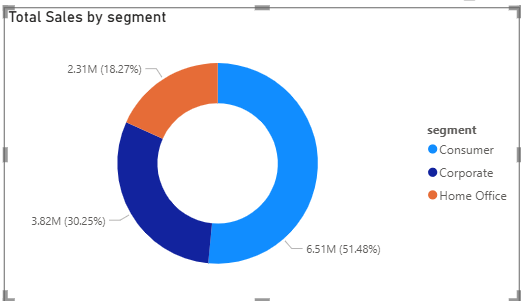 Total Sales by segment
2.31M (18.27%)
3.82M (30.25%)
6.51M (51.48%)
segment
Consumer
Corporate
Home Office